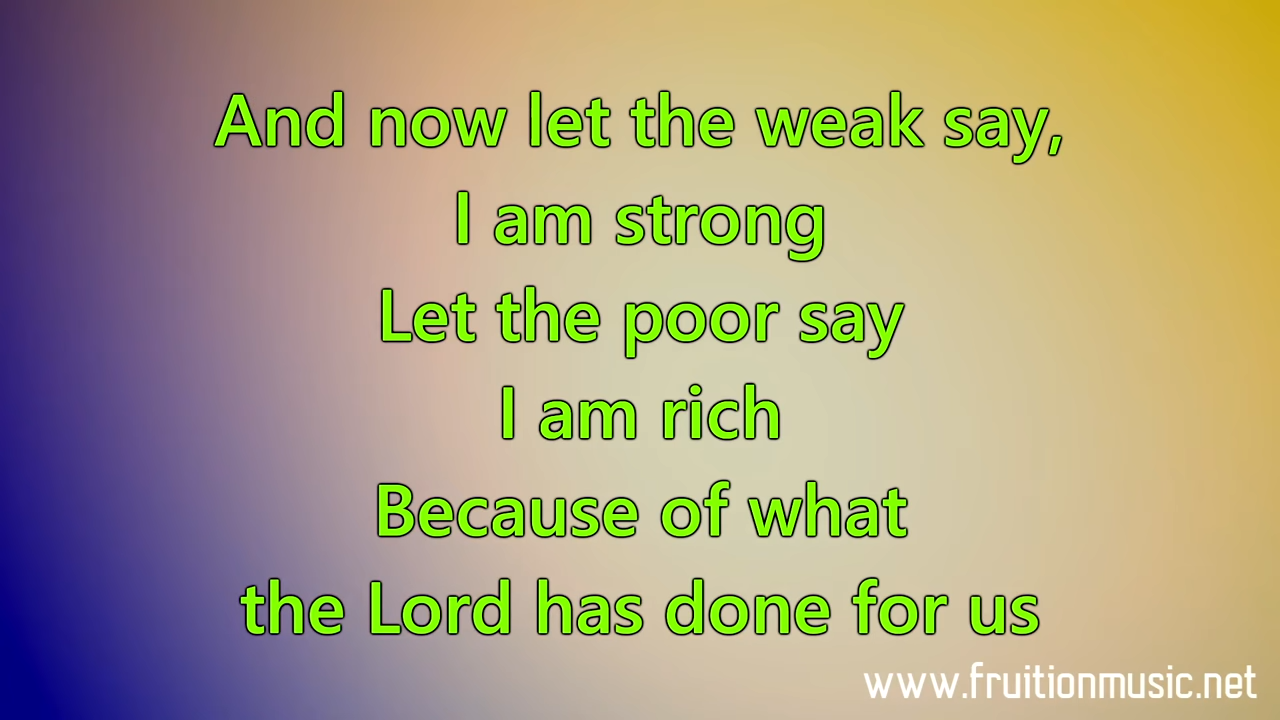 And now let the weak say,
I am strong
Let the poor say
I am rich
Because of what
the Lord has done for us
www.fruitionmusic.net